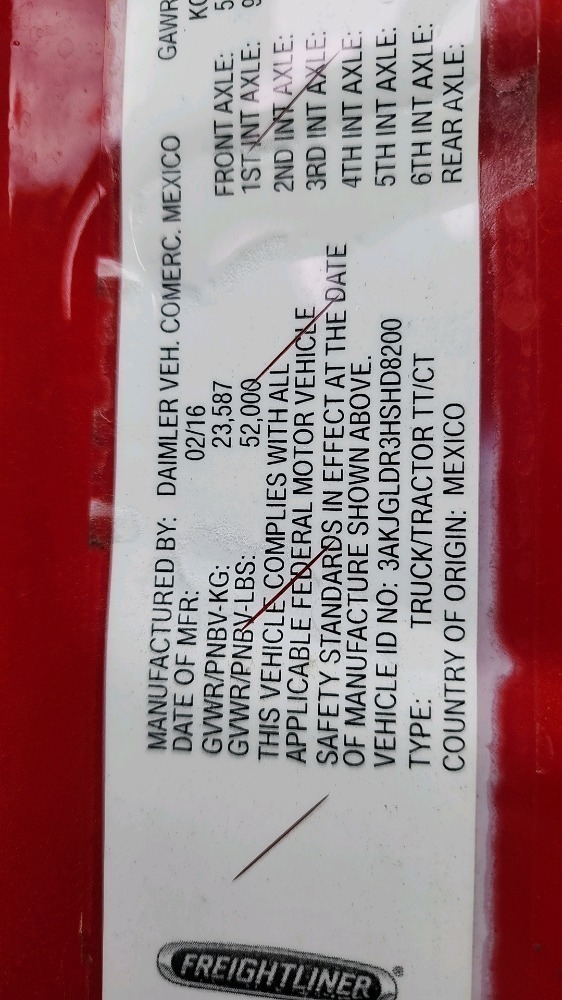 MANUFACTURED BY: DAIMLER VEH. COMERC. MEXICO GAWR
DATE OF MFR: 02/16
GVWR/PNBV-KG: 23,587 FRONT AXLE:
GVWR/PNBV-LBS: 52,000 1ST INT AXLE:
THIS VEHICLE COMPLIES WITH ALL 2ND INT AXLE:
APPLICABLE FEDERAL MOTOR VEHICLE 3RD INT AXLE:
SAFETY STANDARDS IN EFFECT AT THE DATE 4TH INT AXLE:
OF MANUFACTURE SHOWN ABOVE. 5TH INT AXLE:
VEHICLE ID NO: 3AKJGLDR3HSHD8200
TYPE: TRUCK/TRACTOR TT/CT 6TH INT AXLE:
COUNTRY OF ORIGIN: MEXICO REAR AXLE:
FREIGHTLINER